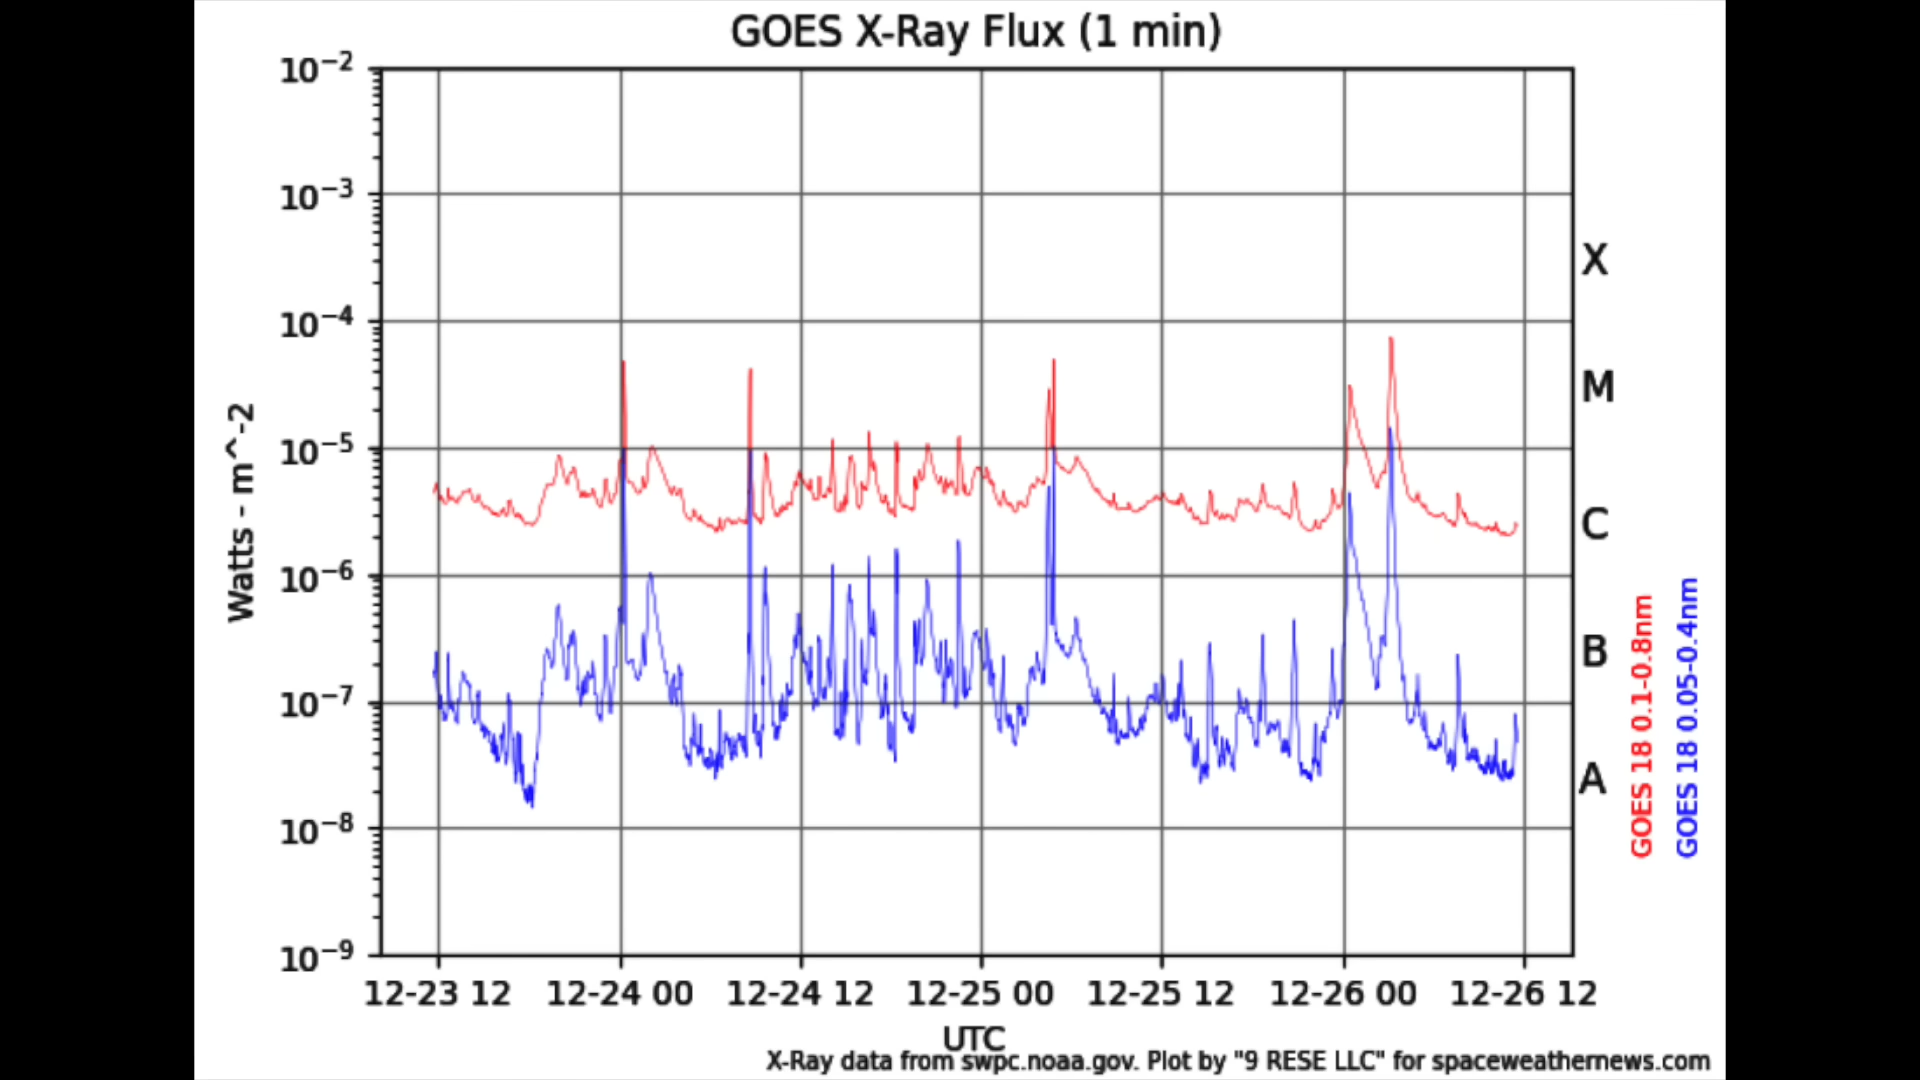 GOES X-Ray Flux (1 min)
10−2
10−3
10−4
10−5
10−6
10−7
10−8
10−9
Watts - m^-2
X
M
C
B
A
GOES 18 0.1-0.8nm
GOES 18 0.05-0.4nm
12-23 12 12-24 00 12-24 12 12-25 00 12-25 12 12-26 00 12-26 12
UTC
X-Ray data from swpc.noaa.gov. Plot by "9 RESE LLC" for spaceweathernews.com